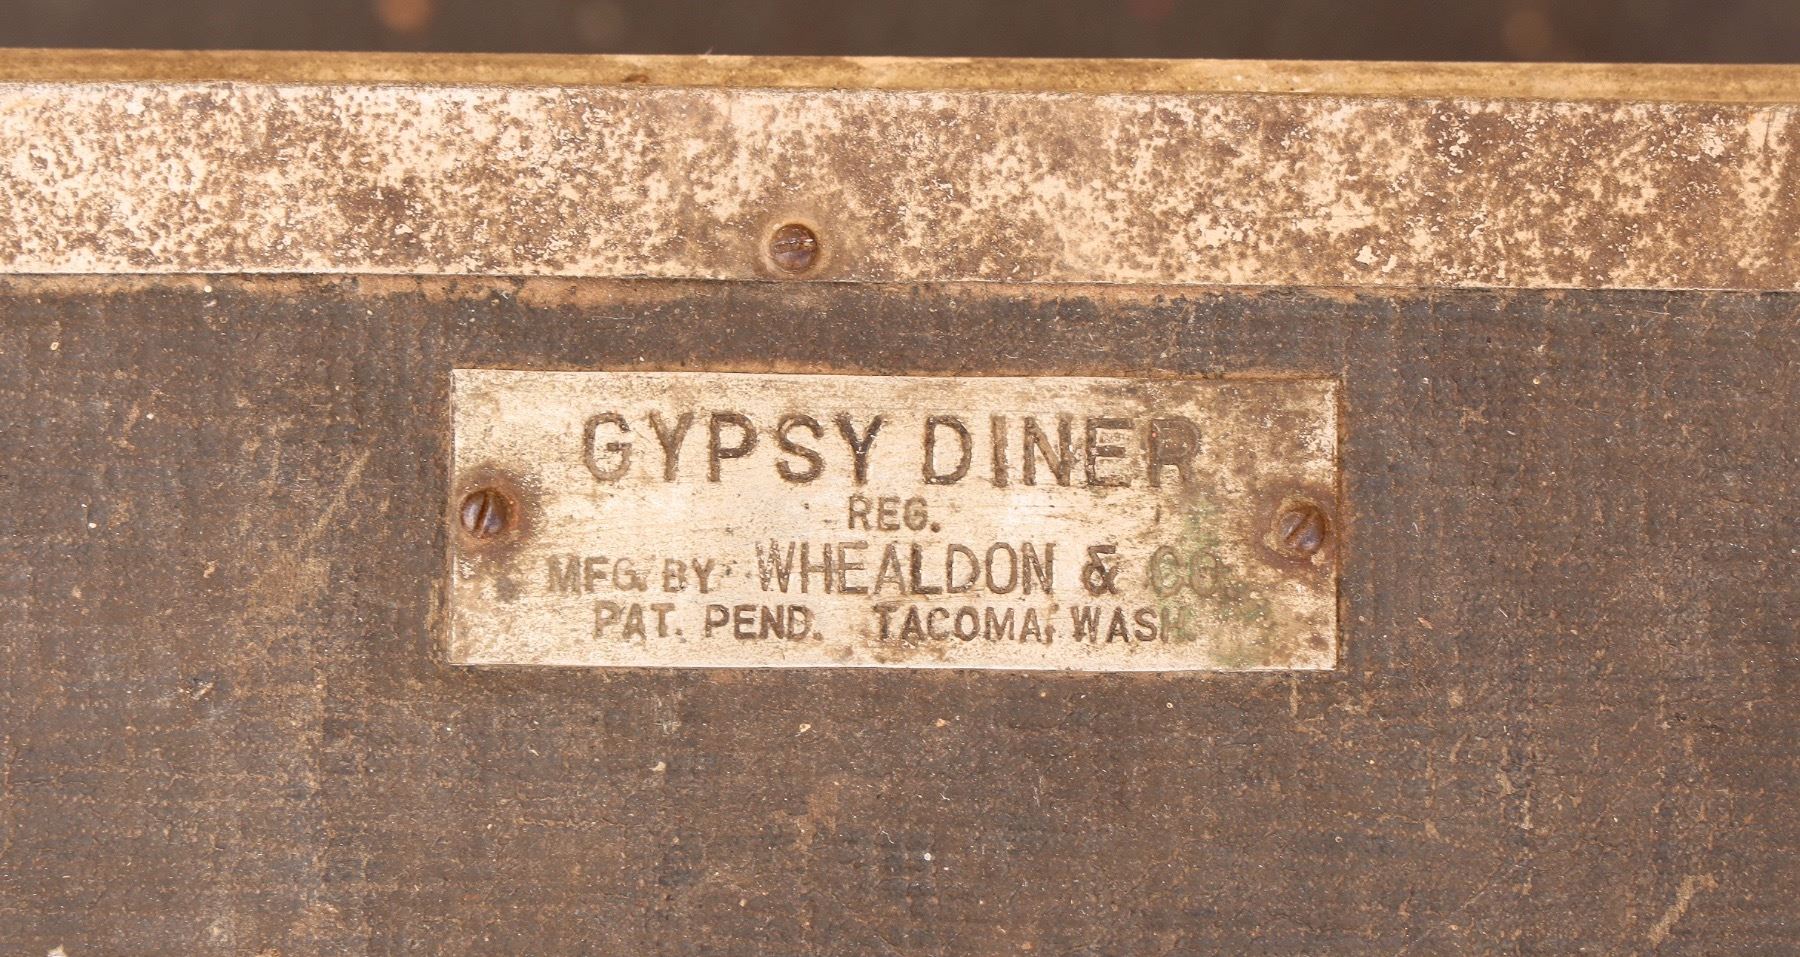 GYPSY DINER
REG.
MFG. BY WHEALDON & CO.
PAT. PEND. TACOMA, WASH.